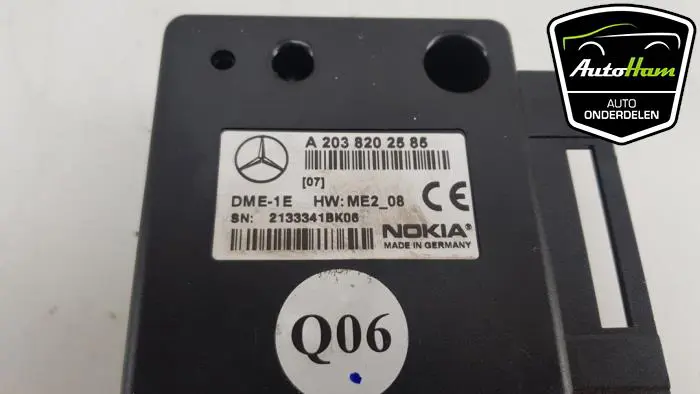 AutoHam
AUTO
ONDERDELEN
A 203 820 25 85
[07]
DME-1E HW: ME2_08
CE
SN: 2133341BK06
NOKIA®
MADE IN GERMANY
Q06